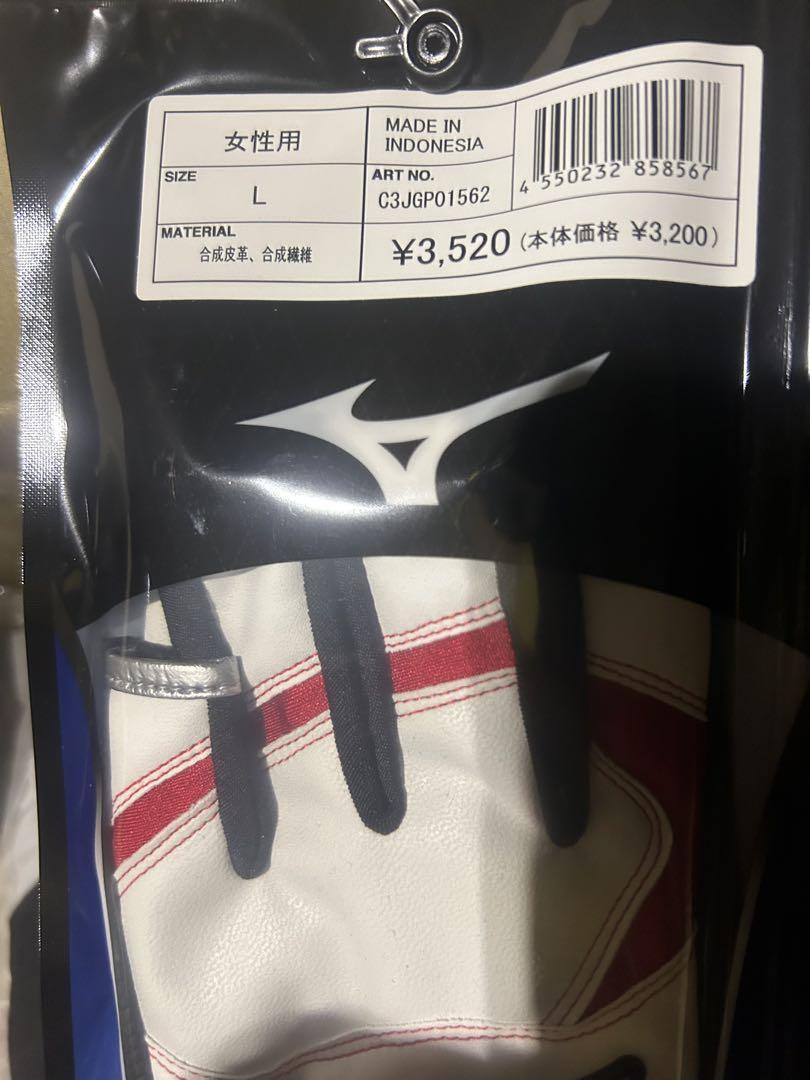 女性用
MADE IN
INDONESIA
SIZE
L
ART NO.
C3JGP01562
4 550232 858567
MATERIAL
合成皮革、合成繊維
¥3,520 (本体価格 ¥3,200)